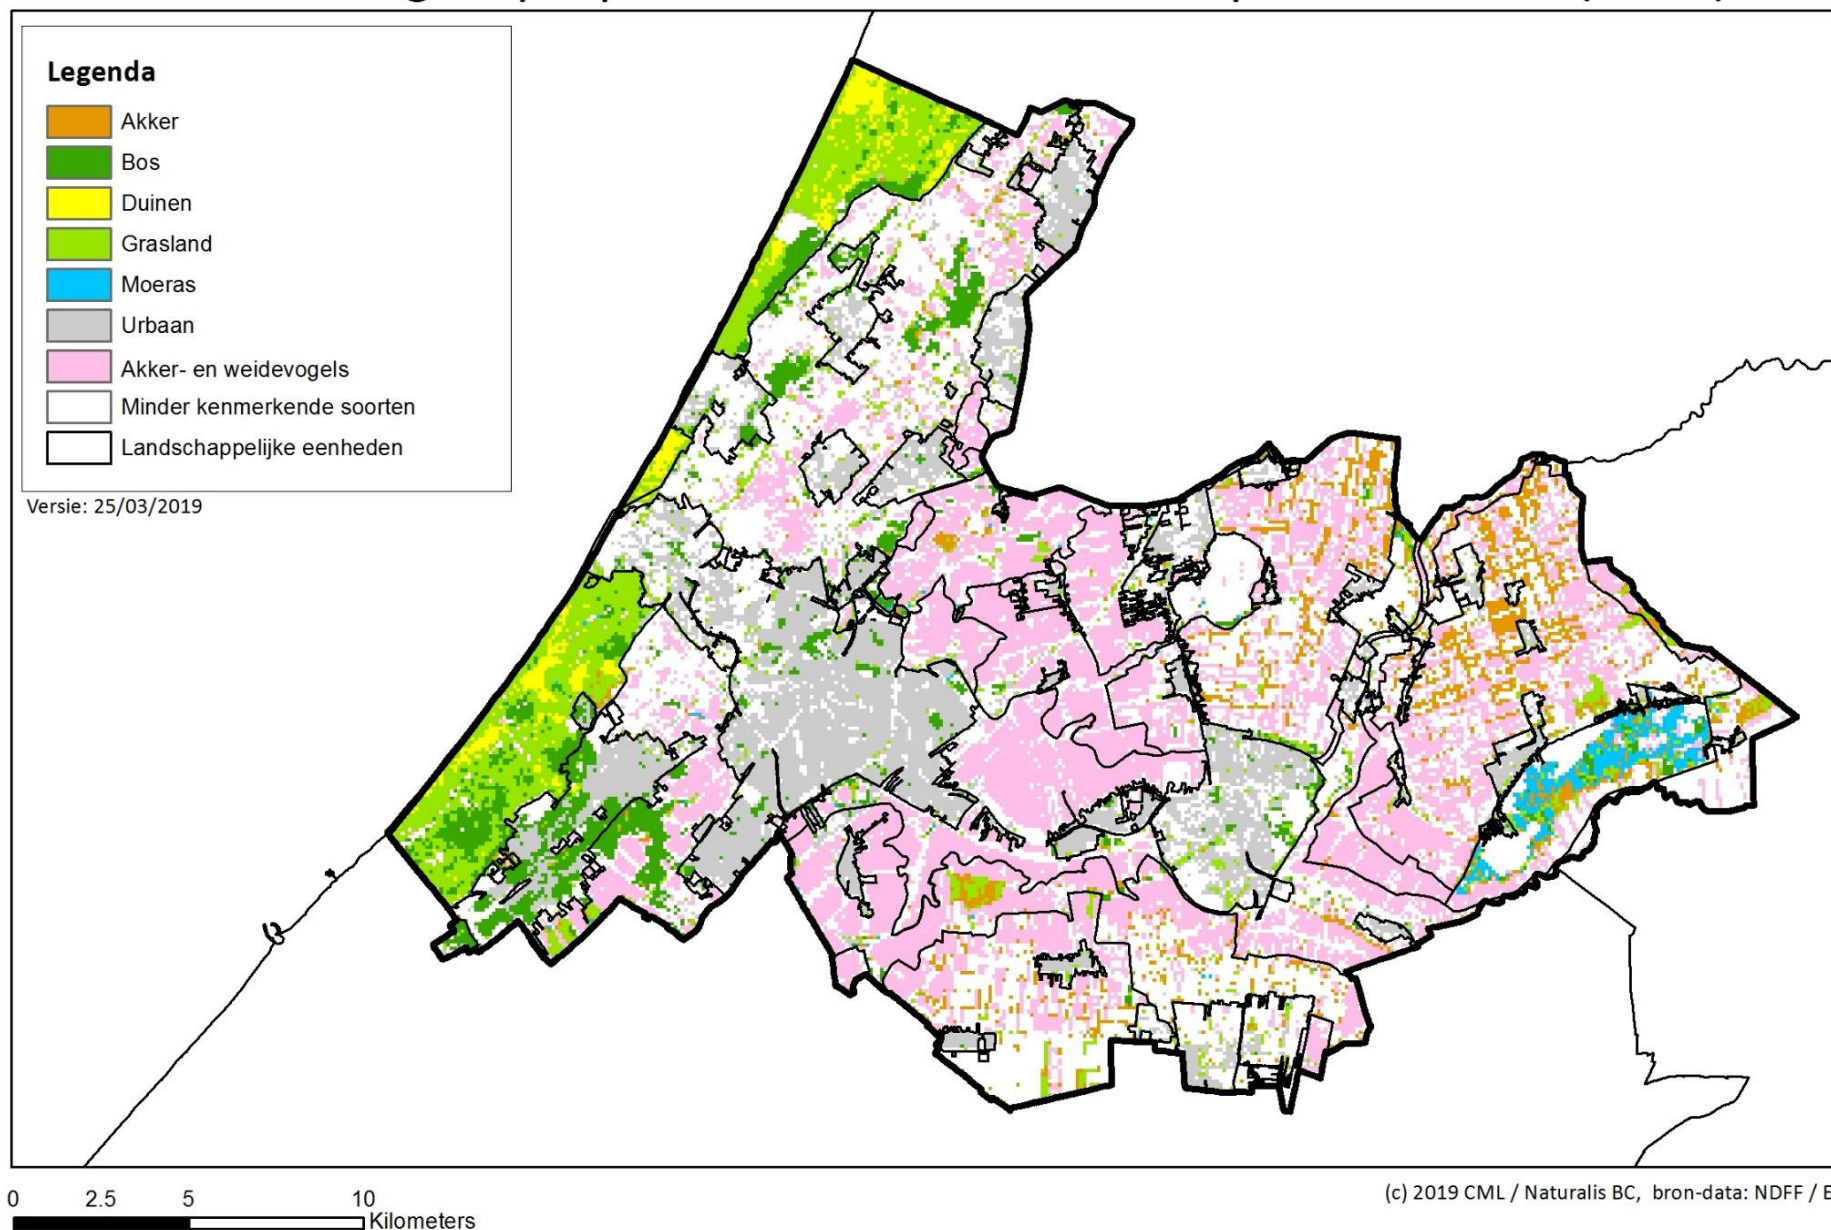 Legenda
Akker
Bos
Duinen
Grasland
Moeras
Urbaan
Akker- en weidevogels
Minder kenmerkende soorten
Landschappelijke eenheden
Versie: 25/03/2019
0 2.5 5 10
Kilometers
(c) 2019 CML / Naturalis BC, bron-data: NDFF / E